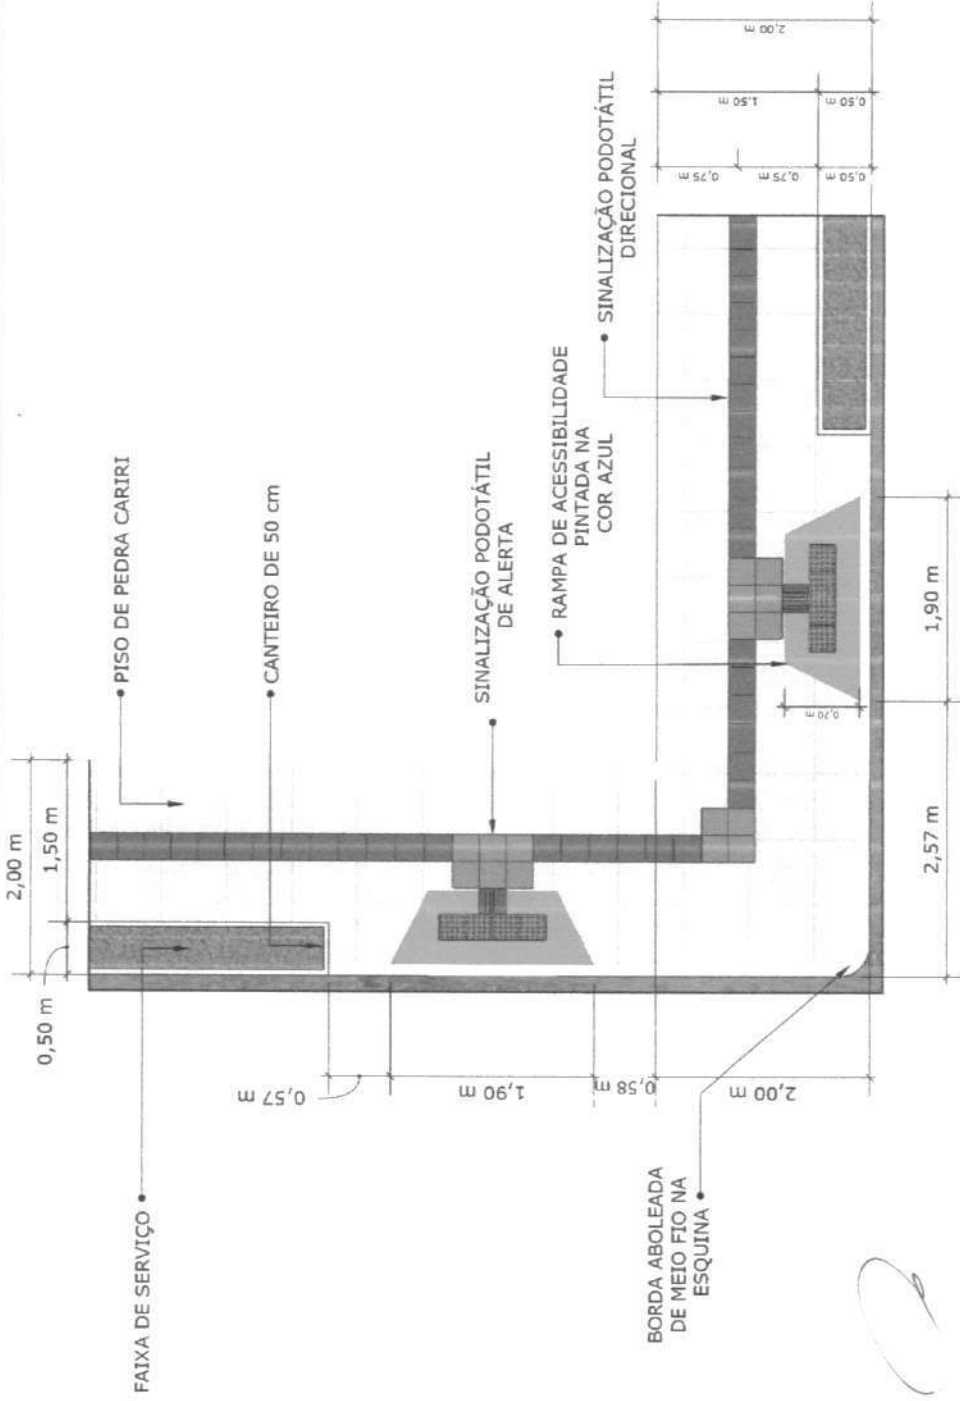 FAIXA DE SERVIÇO
0,50 m
2,00 m
1,50 m
PISO DE PEDRA CARIRI
CANTEIRO DE 50 cm
SINALIZAÇÃO PODOTÁTIL
DE ALERTA
RAMPA DE ACESSIBILIDADE
PINTADA NA
COR AZUL
SINALIZAÇÃO PODOTÁTIL
DIRECIONAL
0,57 m
1,90 m
0,58 m
2,00 m
BORDA ABOLEADA
DE MEIO FIO NA
ESQUINA
2,57 m
1,90 m
0,70 m
0,75 m
0,75 m
0,50 m
1.50 m
0,50 m
2,00 m